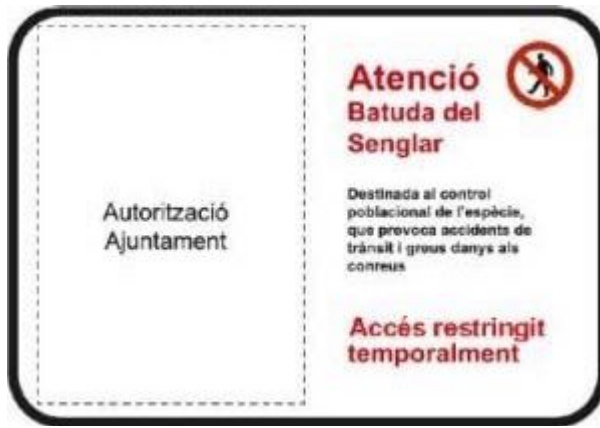 Autorització
Ajuntament
Atenció
Batuda del
Senglar
Destinada al control
poblacional de l'espècie,
que provoca accidents de
trànsit i greus danys als
conreus
Accés restringit
temporalment